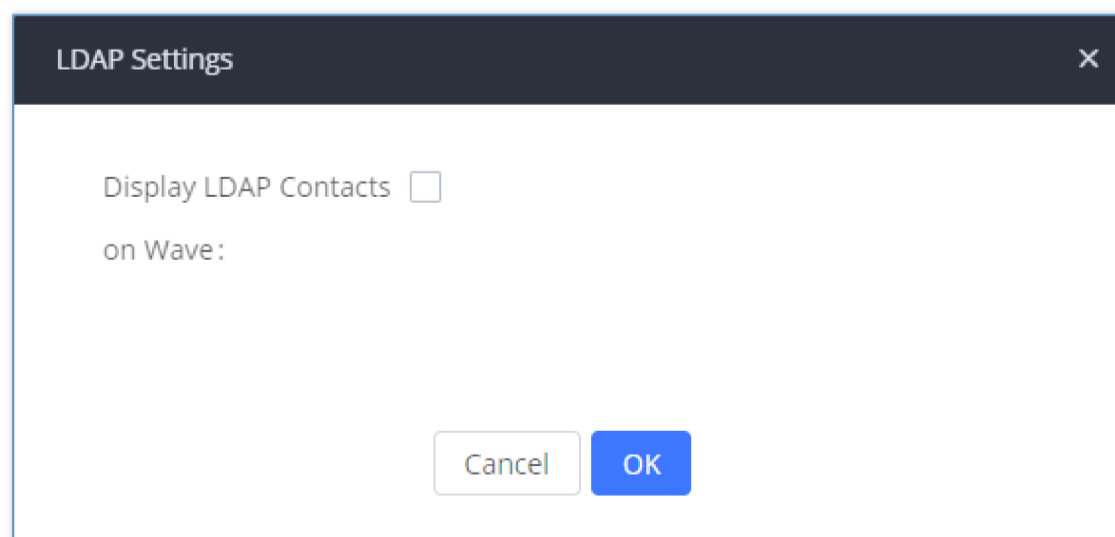 LDAP Settings
Display LDAP Contacts
on Wave:
Cancel
OK